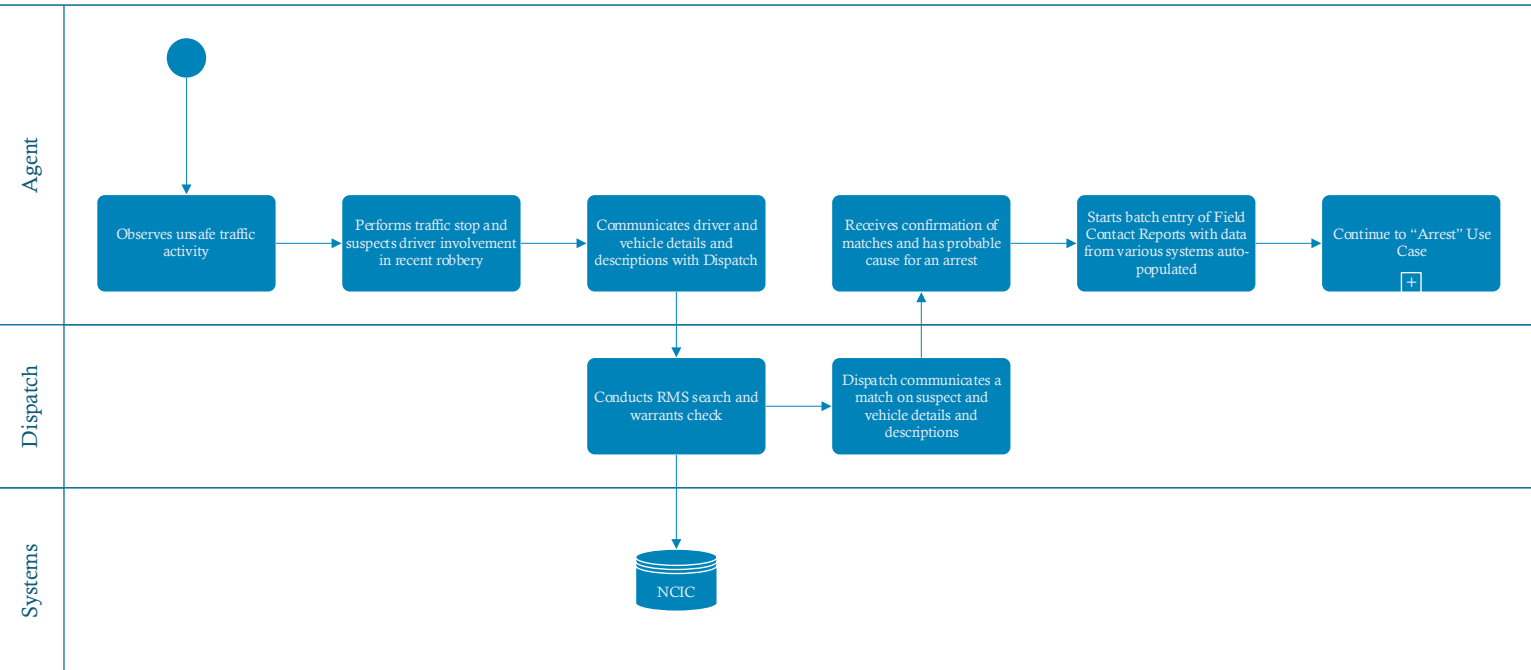 Agent
Observes unsafe traffic
activity
Performs traffic stop and
suspects driver involvement
in recent robbery
Communicates driver and
vehicle details and
descriptions with Dispatch
Receives confirmation of
matches and has probable
cause for an arrest
Starts batch entry of Field
Contact Reports with data
from various systems auto-
populated
Continue to “Arrest” Use
Case
Dispatch
Conducts RMS search and
warrants check
Dispatch communicates a
match on suspect and
vehicle details and
descriptions
Systems
NCIC